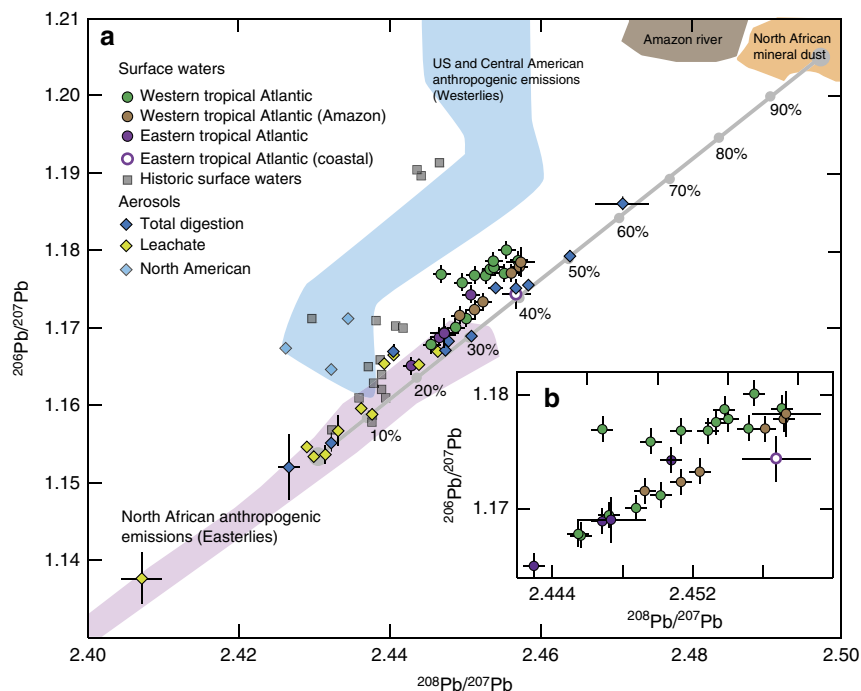 a
1.21
1.20
1.19
1.18
1.17
1.16
1.15
1.14
206Pb/207Pb
Surface waters
Western tropical Atlantic
Western tropical Atlantic (Amazon)
Eastern tropical Atlantic
Eastern tropical Atlantic (coastal)
Historic surface waters
Aerosols
Total digestion
Leachate
North American
US and Central American
anthropogenic emissions
(Westerlies)
Amazon river
North African
mineral dust
90%
80%
70%
60%
50%
40%
30%
20%
10%
North African anthropogenic
emissions (Easterlies)
2.40
2.42
2.44
2.46
2.48
2.50
208Pb/207Pb
b
1.18
1.17
206Pb/207Pb
2.444
2.452
208Pb/207Pb